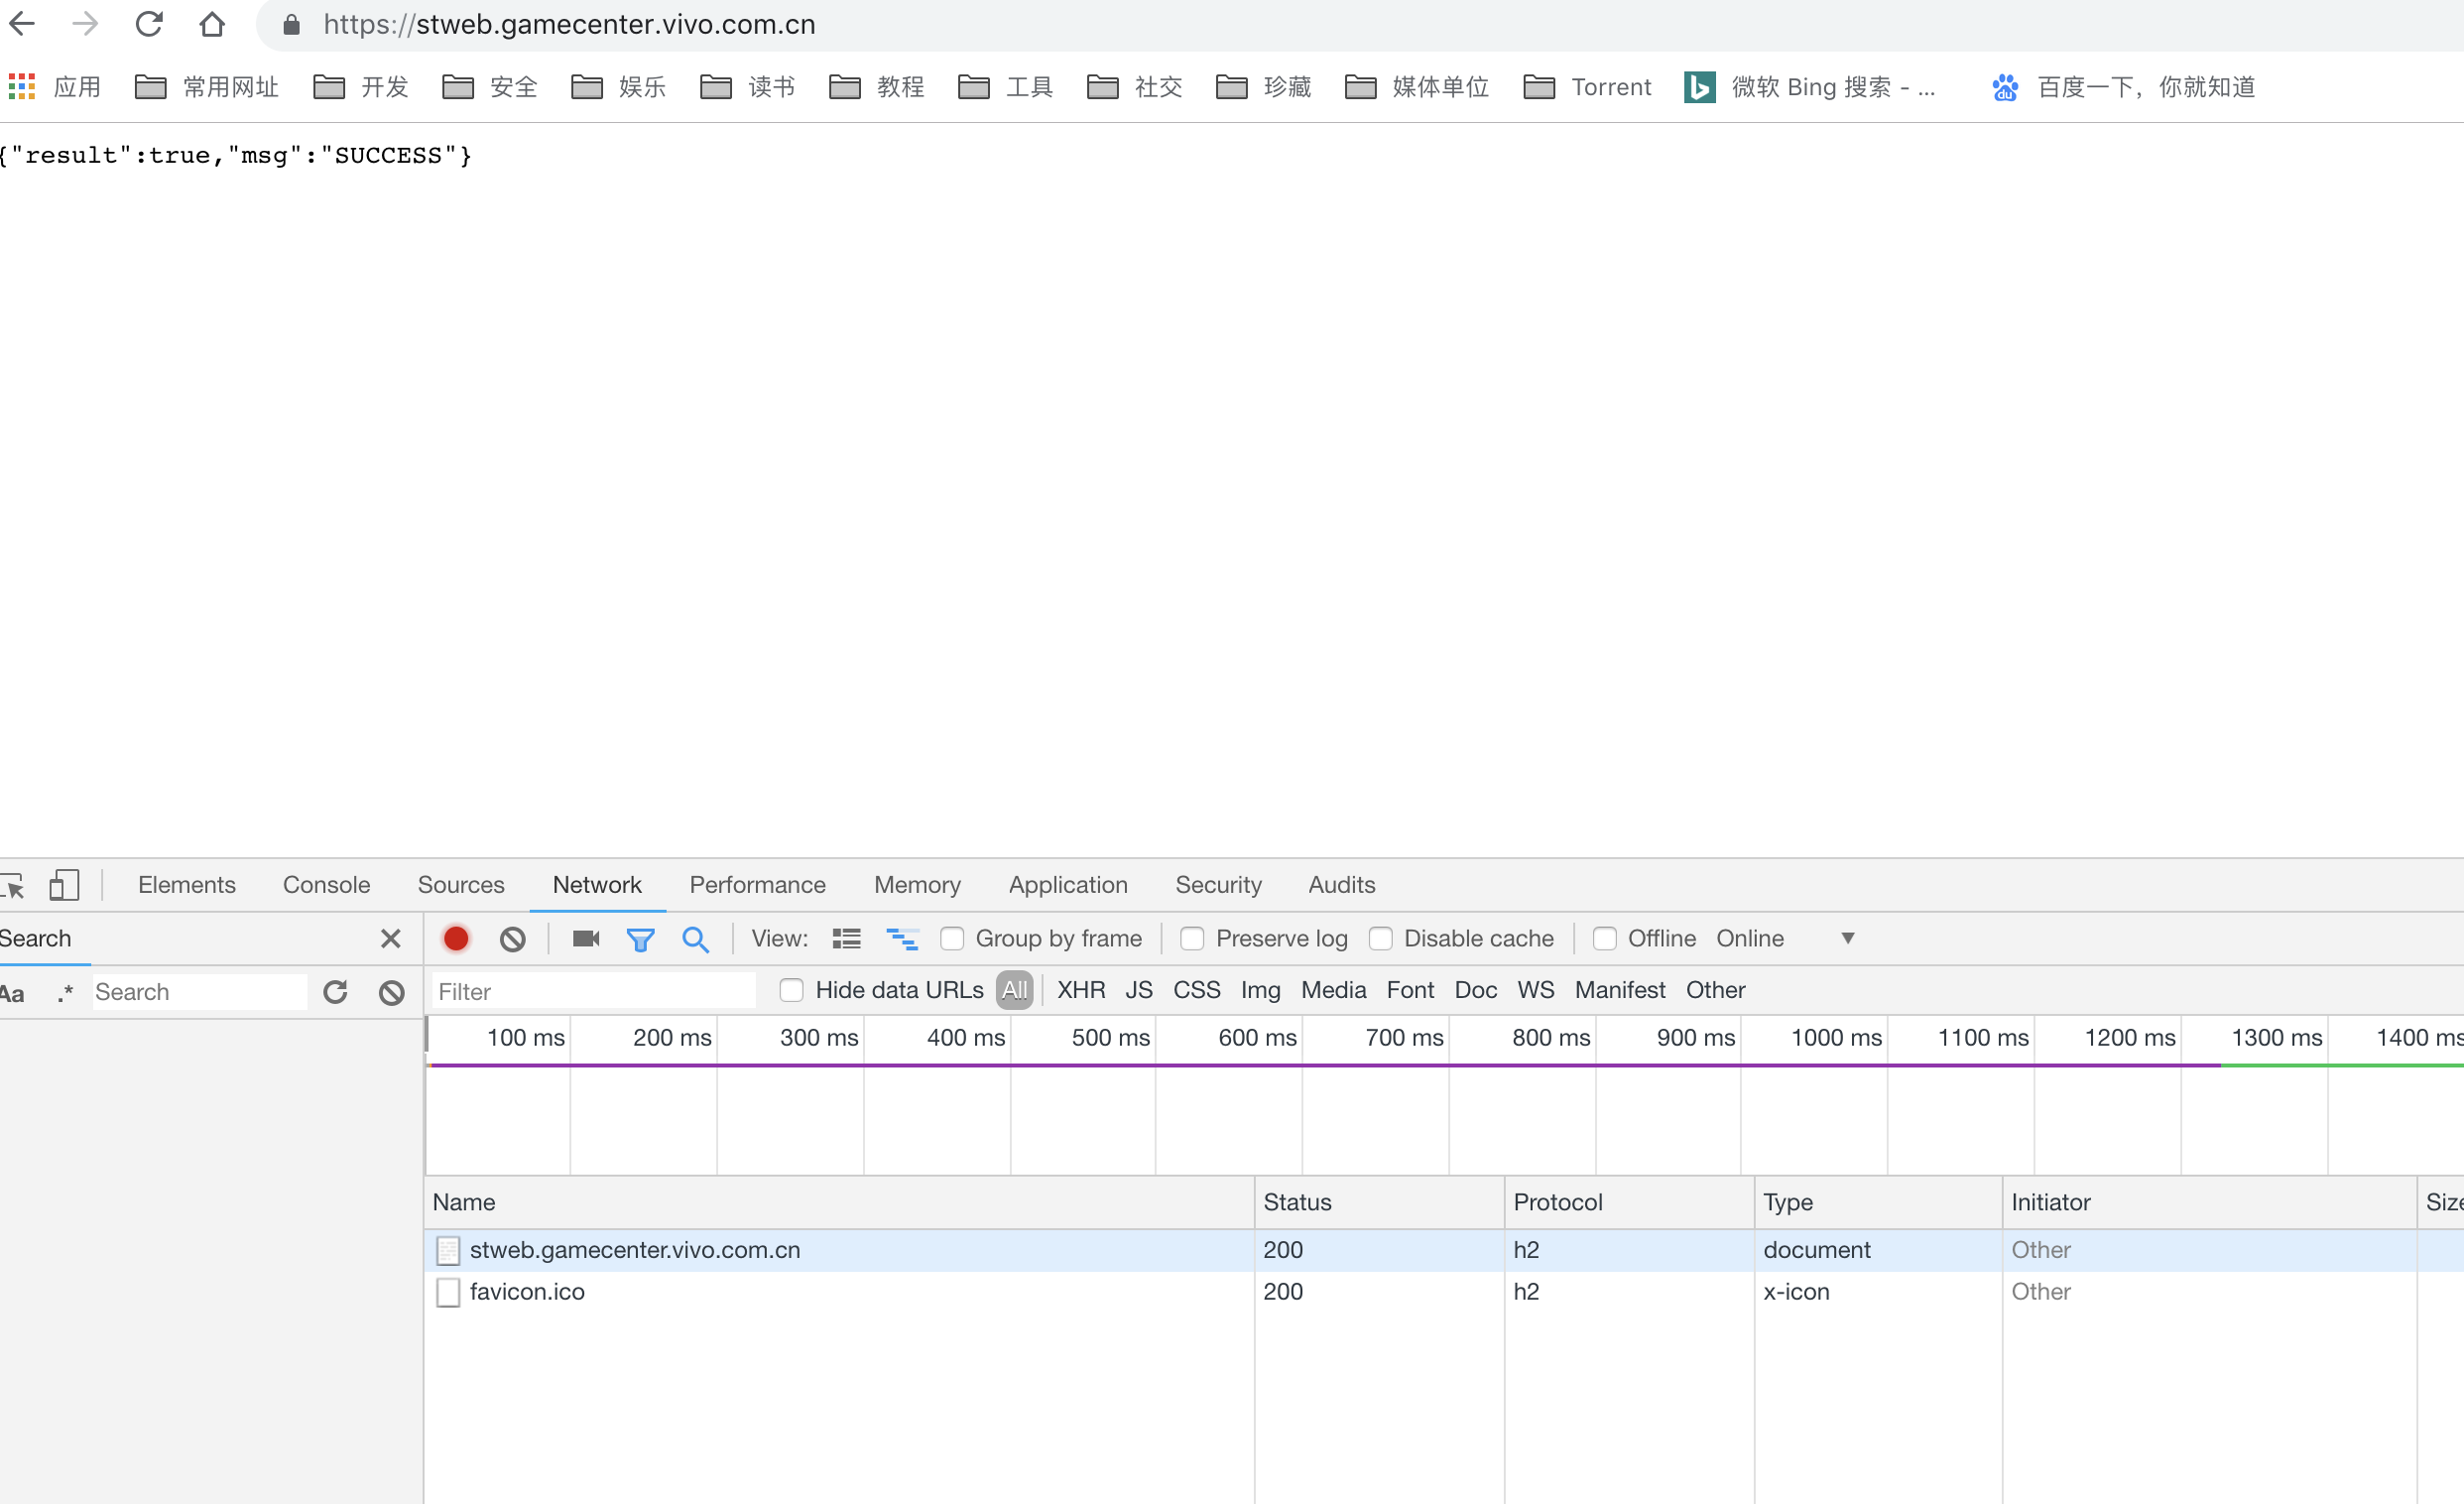 https://stweb.gamecenter.vivo.com.cn
应用 常用网址 开发 安全 娱乐 读书 教程 工具 社交 珍藏 媒体单位 Torrent 微软 Bing 搜索 - ... 百度一下，你就知道
{"result":true,"msg":"SUCCESS"}
Elements Console Sources Network Performance Memory Application Security Audits
Search View: Group by frame Preserve log Disable cache Offline Online
Aa .* Search Filter Hide data URLs All XHR JS CSS Img Media Font Doc WS Manifest Other
100 ms 200 ms 300 ms 400 ms 500 ms 600 ms 700 ms 800 ms 900 ms 1000 ms 1100 ms 1200 ms 1300 ms 1400 ms
Name Status Protocol Type Initiator Size
stweb.gamecenter.vivo.com.cn 200 h2 document Other
favicon.ico 200 h2 x-icon Other